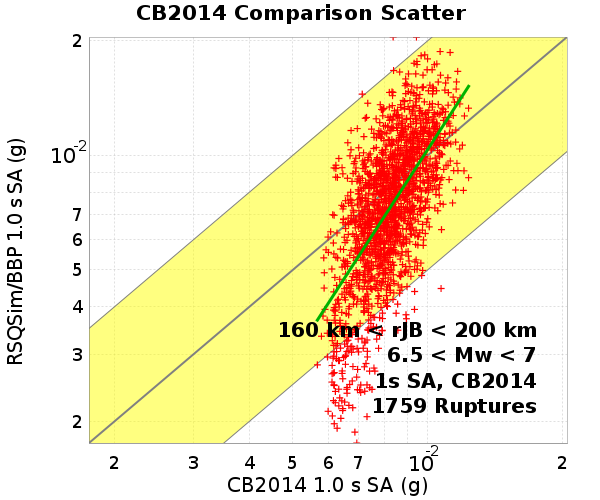 CB2014 Comparison Scatter
RSQSim/BBP 1.0 s SA (g)
2
10-2
7
6
5
4
3
2
160 km < rJB < 200 km
6.5 < Mw < 7
1s SA, CB2014
1759 Ruptures
2 3 4 5 6 7 10-2 2
CB2014 1.0 s SA (g)